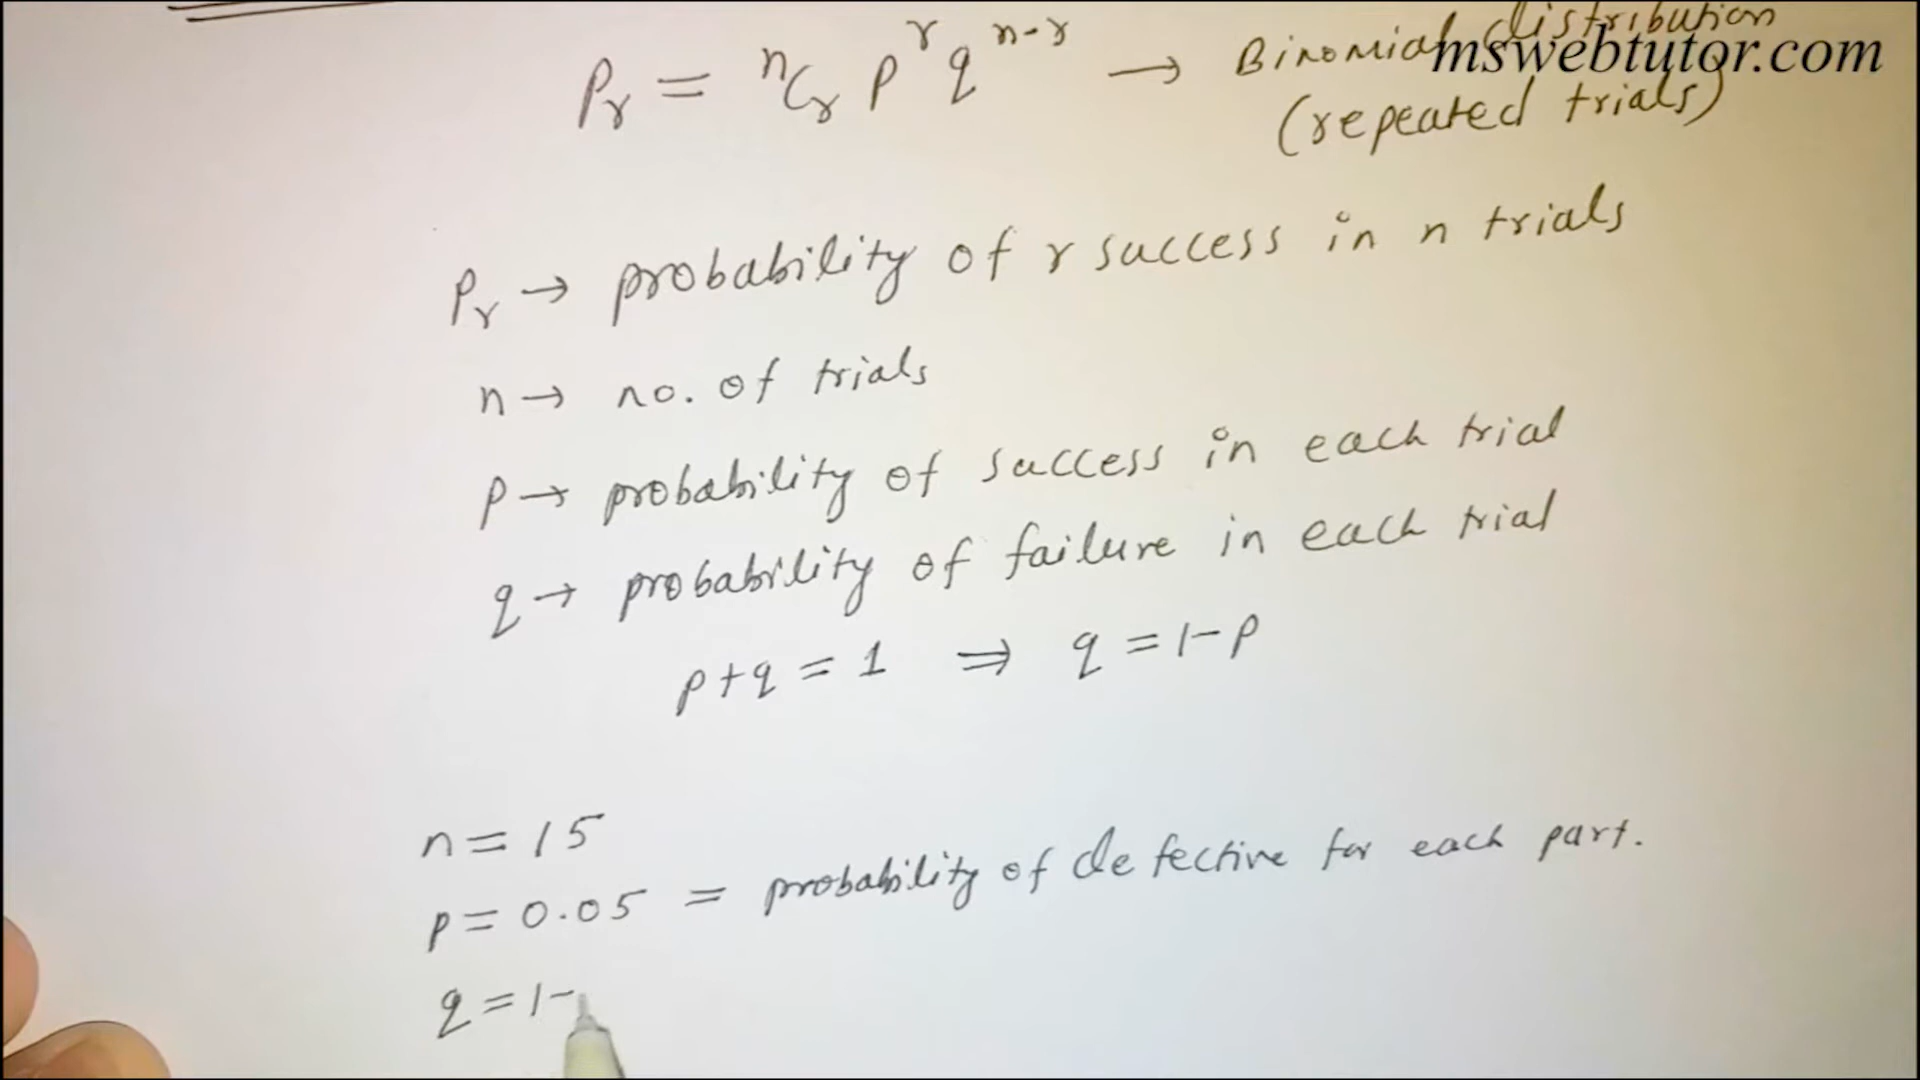 Pr = nCr p^r q^n-r → Binomial distribution
mswebtutor.com
(repeated trials)
Pr → probability of r success in n trials
n → no. of trials
p → probability of success in each trial
q → probability of failure in each trial
p+q = 1 ⇒ q = 1-p
n = 15
p = 0.05 = probability of defective for each part.
q = 1-